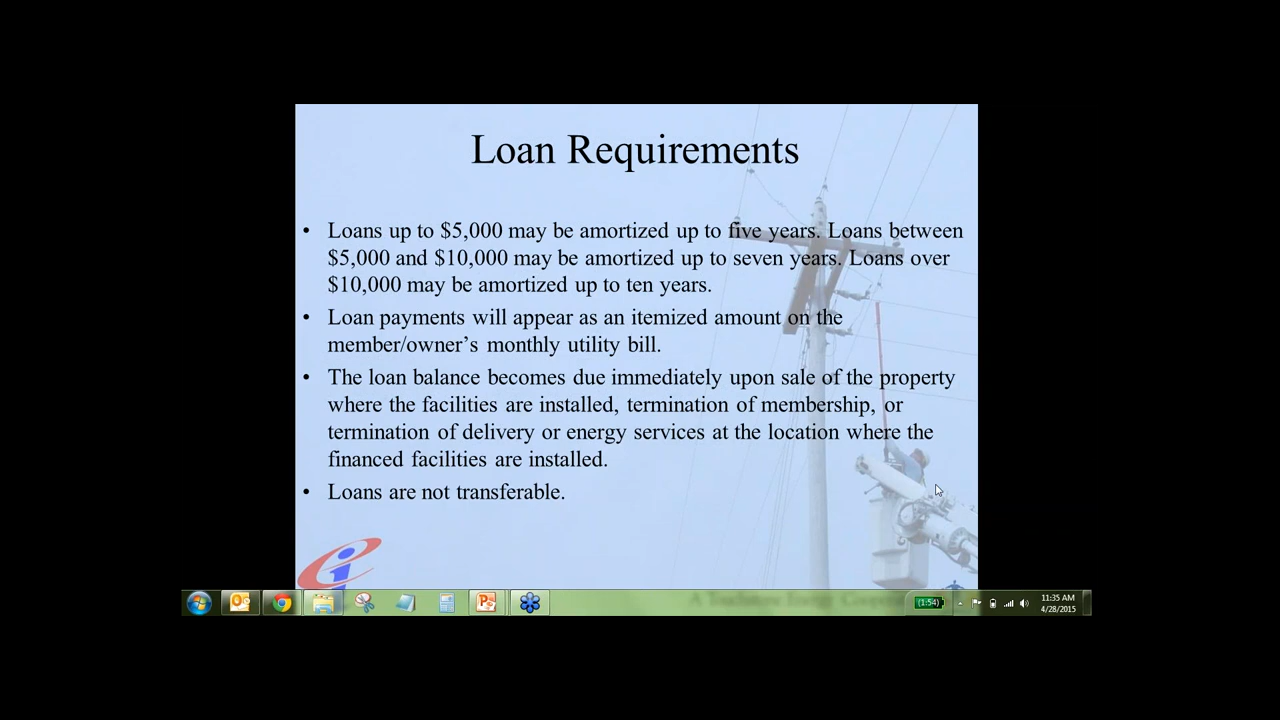 Loan Requirements
• Loans up to $5,000 may be amortized up to five years. Loans between
$5,000 and $10,000 may be amortized up to seven years. Loans over
$10,000 may be amortized up to ten years.
• Loan payments will appear as an itemized amount on the
member/owner’s monthly utility bill.
• The loan balance becomes due immediately upon sale of the property
where the facilities are installed, termination of membership, or
termination of delivery or energy services at the location where the
financed facilities are installed.
• Loans are not transferable.
(1:54)
11:35 AM
4/28/2015